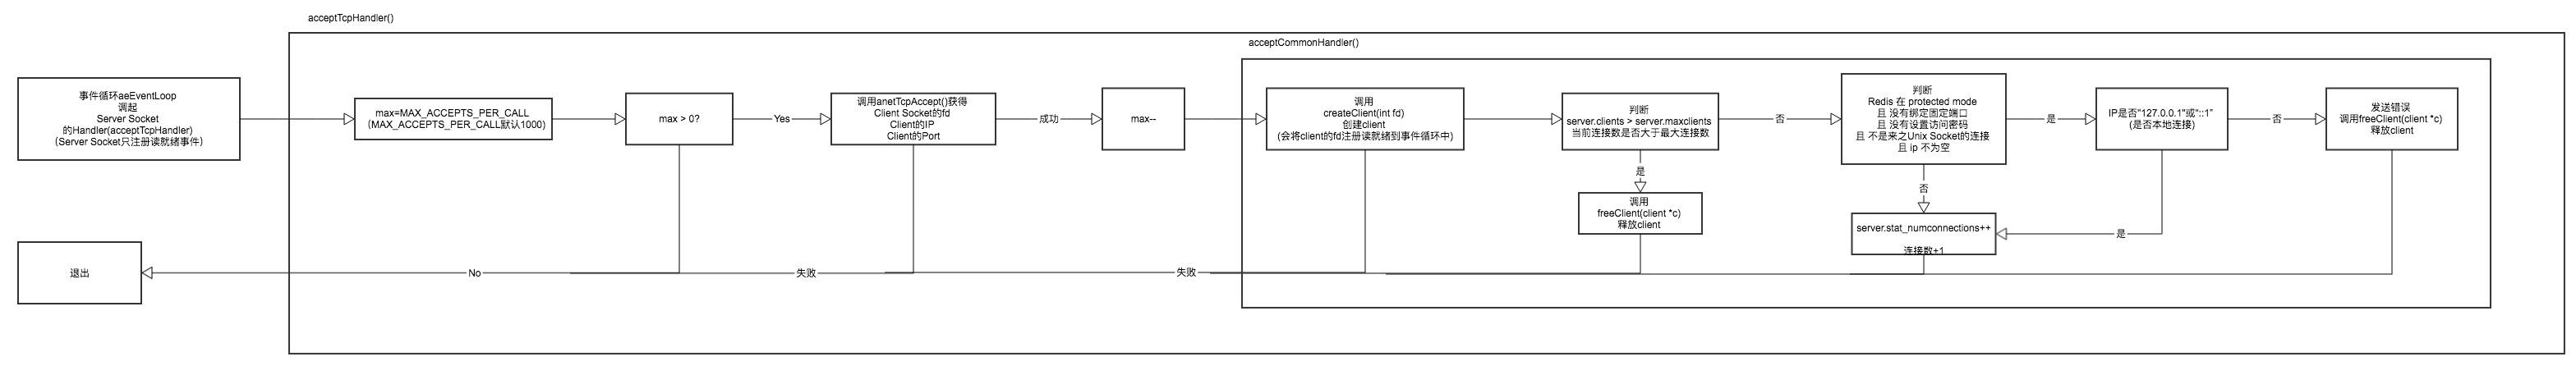 acceptTcpHandler()
acceptCommonHandler()
事件循环aeEventLoop
调起
Server Socket
的Handler(acceptTcpHandler)
（Server Socket只注册读就绪事件）
max=MAX_ACCEPTS_PER_CALL
（MAX_ACCEPTS_PER_CALL默认1000）
max > 0?
Yes
调用anetTcpAccept()获得
Client Socket的fd
Client的IP
Client的Port
成功
max--
调用
createClient(int fd)
创建client
(会将client的fd注册读就绪到事件循环中)
判断
server.clients > server.maxclients
当前连接数是否大于最大连接数
否
判断
Redis 在 protected mode
且 没有绑定固定端口
且 没有设置访问密码
且 不是来之Unix Socket的连接
且 ip 不为空
是
IP是否"127.0.0.1"或"::1"
(是否本地连接)
否
发送错误
调用freeClient(client *c)
释放client
是
调用
freeClient(client *c)
释放client
否
server.stat_numconnections++
连接数+1
是
退出
No
失败
失败